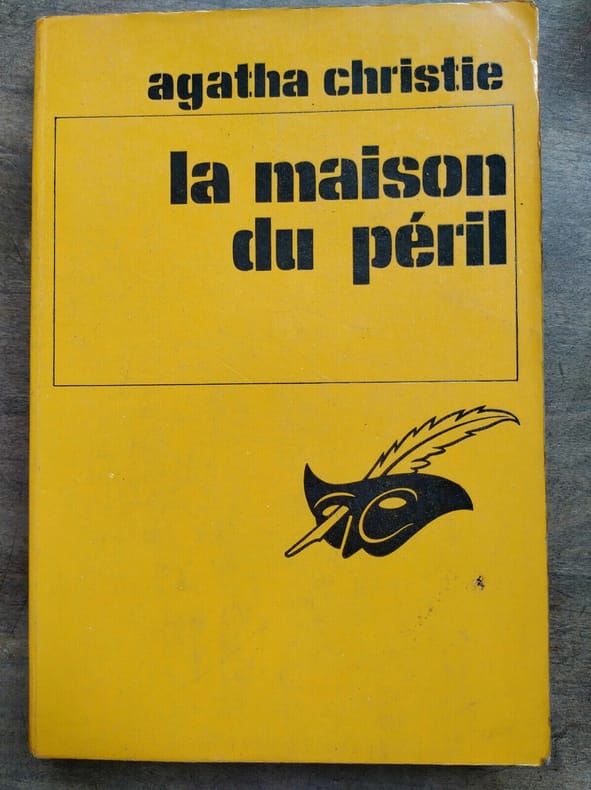 agatha christie
la maison
du péril